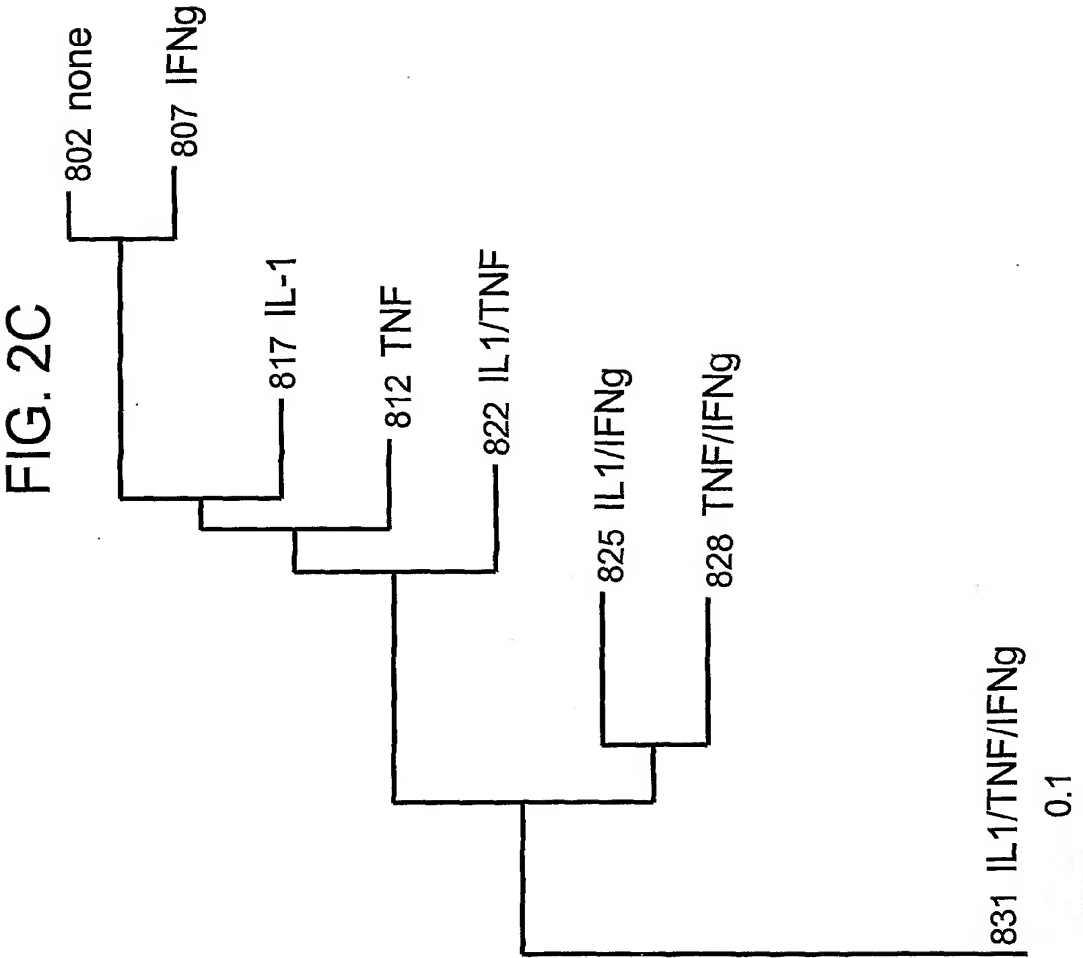 FIG. 2C
802 none
807 IFNg
817 IL-1
812 TNF
822 IL1/TNF
825 IL1/IFNg
828 TNF/IFNg
831 IL1/TNF/IFNg
0.1